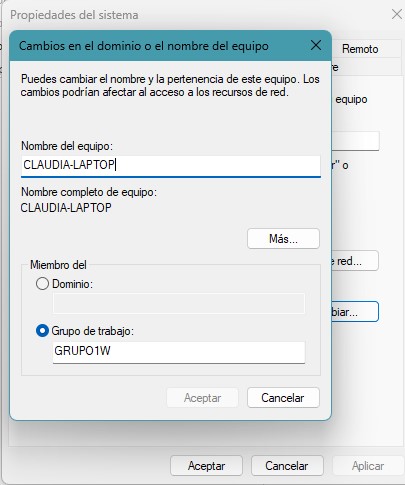 Propiedades del sistema
Cambios en el dominio o el nombre del equipo
Remoto
Puedes cambiar el nombre y la pertenencia de este equipo. Los
cambios podrían afectar al acceso a los recursos de red.
equipo
Nombre del equipo:
CLAUDIA-LAPTOP
" o
Nombre completo de equipo:
CLAUDIA-LAPTOP
Más...
e red...
Miembro del
Dominio:
biar...
Grupo de trabajo:
GRUPO1W
Aceptar
Cancelar
Aceptar
Cancelar
Aplicar